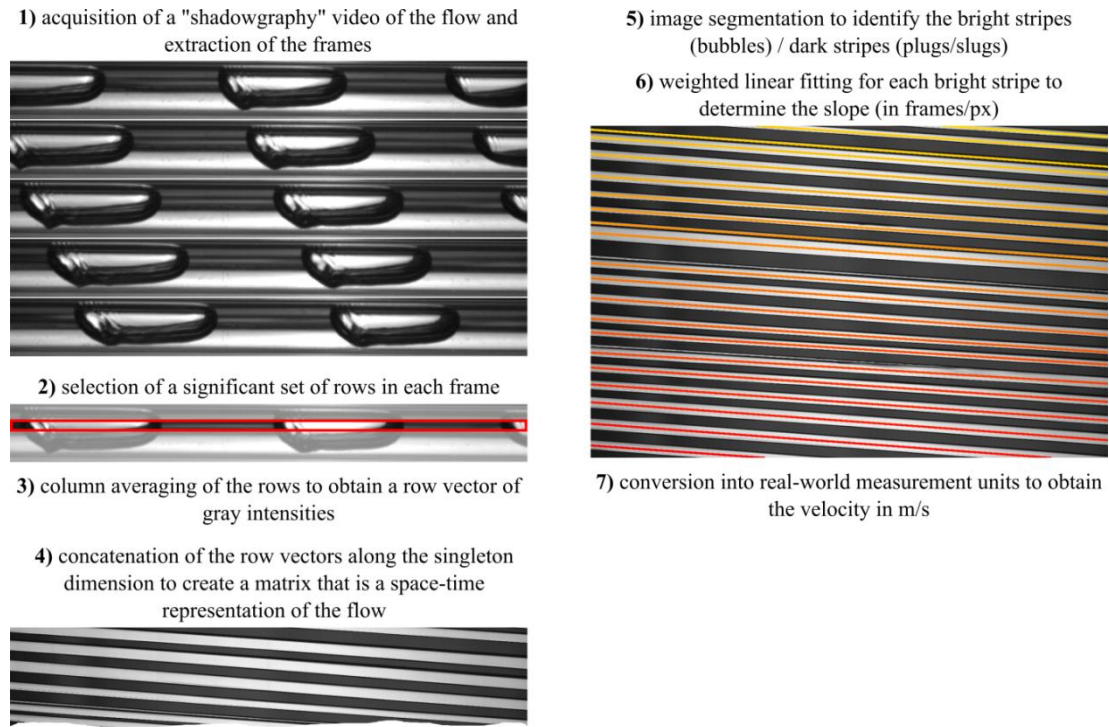 1) acquisition of a "shadowgraphy" video of the flow and
extraction of the frames
2) selection of a significant set of rows in each frame
3) column averaging of the rows to obtain a row vector of
gray intensities
4) concatenation of the row vectors along the singleton
dimension to create a matrix that is a space-time
representation of the flow
5) image segmentation to identify the bright stripes
(bubbles) / dark stripes (plugs/slugs)
6) weighted linear fitting for each bright stripe to
determine the slope (in frames/px)
7) conversion into real-world measurement units to obtain
the velocity in m/s